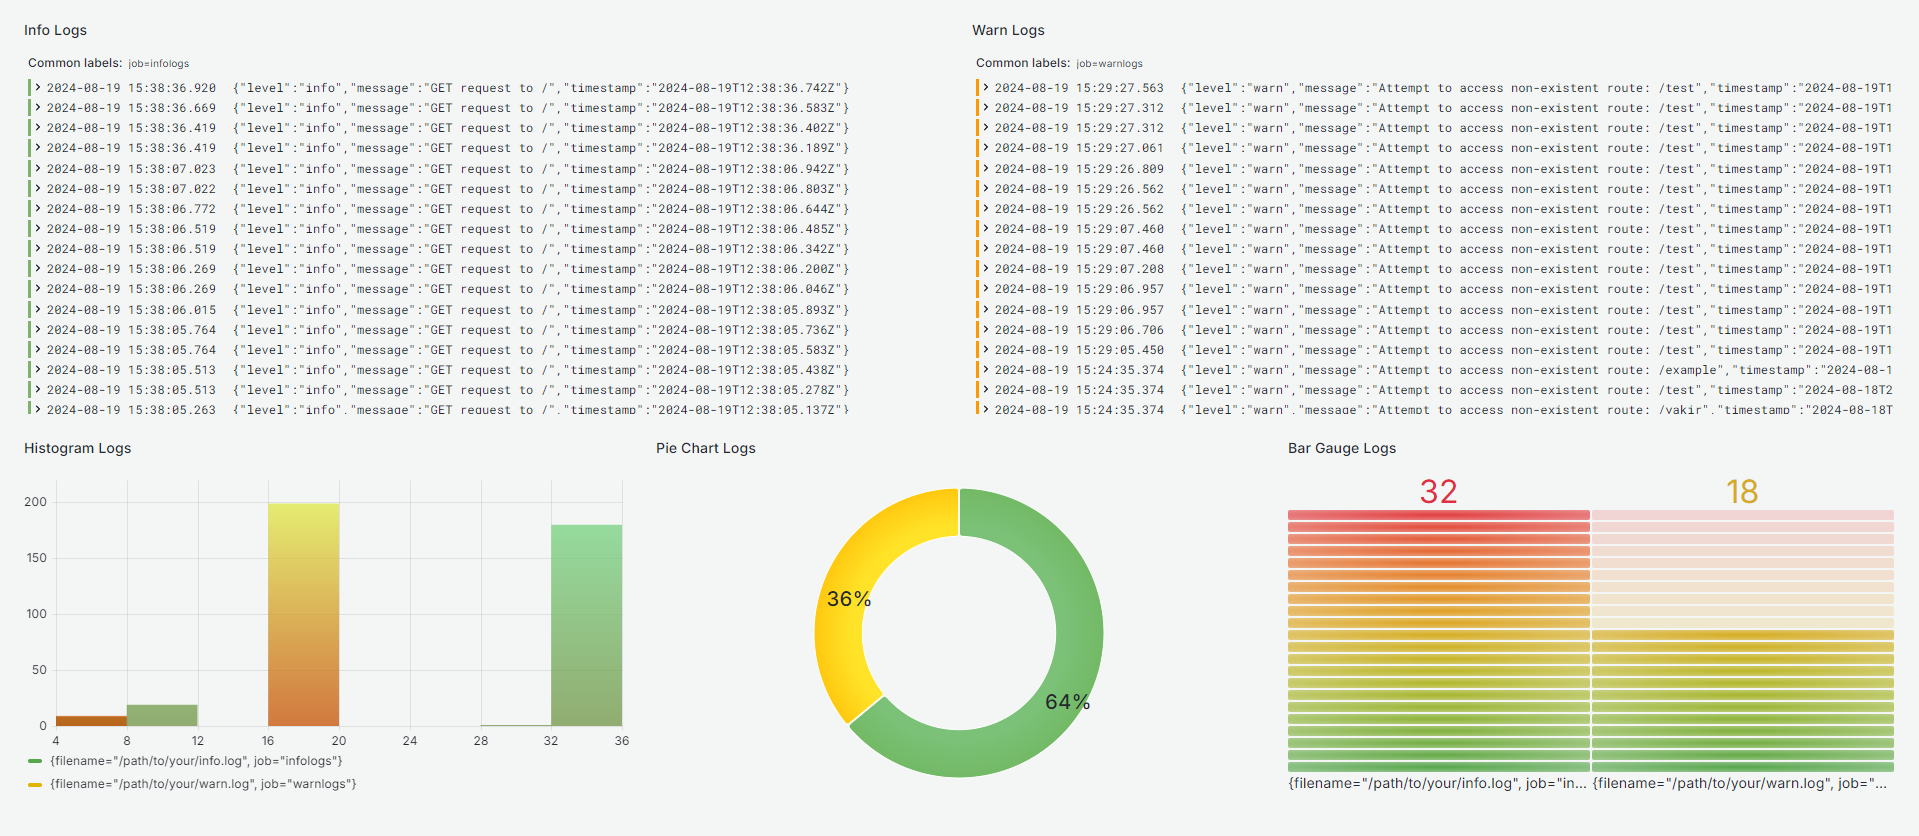 Info Logs
Common labels: job=infologs
2024-08-19 15:38:36.920 {"level":"info","message":"GET request to /","timestamp":"2024-08-19T12:38:36.742Z"}
2024-08-19 15:38:36.669 {"level":"info","message":"GET request to /","timestamp":"2024-08-19T12:38:36.583Z"}
2024-08-19 15:38:36.419 {"level":"info","message":"GET request to /","timestamp":"2024-08-19T12:38:36.402Z"}
2024-08-19 15:38:36.419 {"level":"info","message":"GET request to /","timestamp":"2024-08-19T12:38:36.189Z"}
2024-08-19 15:38:07.023 {"level":"info","message":"GET request to /","timestamp":"2024-08-19T12:38:06.942Z"}
2024-08-19 15:38:07.022 {"level":"info","message":"GET request to /","timestamp":"2024-08-19T12:38:06.803Z"}
2024-08-19 15:38:06.772 {"level":"info","message":"GET request to /","timestamp":"2024-08-19T12:38:06.644Z"}
2024-08-19 15:38:06.519 {"level":"info","message":"GET request to /","timestamp":"2024-08-19T12:38:06.485Z"}
2024-08-19 15:38:06.519 {"level":"info","message":"GET request to /","timestamp":"2024-08-19T12:38:06.342Z"}
2024-08-19 15:38:06.269 {"level":"info","message":"GET request to /","timestamp":"2024-08-19T12:38:06.200Z"}
2024-08-19 15:38:06.269 {"level":"info","message":"GET request to /","timestamp":"2024-08-19T12:38:06.046Z"}
2024-08-19 15:38:06.015 {"level":"info","message":"GET request to /","timestamp":"2024-08-19T12:38:05.893Z"}
2024-08-19 15:38:05.764 {"level":"info","message":"GET request to /","timestamp":"2024-08-19T12:38:05.736Z"}
2024-08-19 15:38:05.764 {"level":"info","message":"GET request to /","timestamp":"2024-08-19T12:38:05.583Z"}
2024-08-19 15:38:05.513 {"level":"info","message":"GET request to /","timestamp":"2024-08-19T12:38:05.438Z"}
2024-08-19 15:38:05.513 {"level":"info","message":"GET request to /","timestamp":"2024-08-19T12:38:05.278Z"}
2024-08-19 15:38:05.263 {"level":"info","message":"GET request to /","timestamp":"2024-08-19T12:38:05.137Z"}
Warn Logs
Common labels: job=warnlogs
2024-08-19 15:29:27.563 {"level":"warn","message":"Attempt to access non-existent route: /test","timestamp":"2024-08-19T1
2024-08-19 15:29:27.312 {"level":"warn","message":"Attempt to access non-existent route: /test","timestamp":"2024-08-19T1
2024-08-19 15:29:27.312 {"level":"warn","message":"Attempt to access non-existent route: /test","timestamp":"2024-08-19T1
2024-08-19 15:29:27.061 {"level":"warn","message":"Attempt to access non-existent route: /test","timestamp":"2024-08-19T1
2024-08-19 15:29:26.809 {"level":"warn","message":"Attempt to access non-existent route: /test","timestamp":"2024-08-19T1
2024-08-19 15:29:26.562 {"level":"warn","message":"Attempt to access non-existent route: /test","timestamp":"2024-08-19T1
2024-08-19 15:29:26.562 {"level":"warn","message":"Attempt to access non-existent route: /test","timestamp":"2024-08-19T1
2024-08-19 15:29:07.460 {"level":"warn","message":"Attempt to access non-existent route: /test","timestamp":"2024-08-19T1
2024-08-19 15:29:07.460 {"level":"warn","message":"Attempt to access non-existent route: /test","timestamp":"2024-08-19T1
2024-08-19 15:29:07.208 {"level":"warn","message":"Attempt to access non-existent route: /test","timestamp":"2024-08-19T1
2024-08-19 15:29:06.957 {"level":"warn","message":"Attempt to access non-existent route: /test","timestamp":"2024-08-19T1
2024-08-19 15:29:06.957 {"level":"warn","message":"Attempt to access non-existent route: /test","timestamp":"2024-08-19T1
2024-08-19 15:29:06.706 {"level":"warn","message":"Attempt to access non-existent route: /test","timestamp":"2024-08-19T1
2024-08-19 15:29:05.450 {"level":"warn","message":"Attempt to access non-existent route: /test","timestamp":"2024-08-19T1
2024-08-19 15:24:35.374 {"level":"warn","message":"Attempt to access non-existent route: /example","timestamp":"2024-08-1
2024-08-19 15:24:35.374 {"level":"warn","message":"Attempt to access non-existent route: /test","timestamp":"2024-08-18T2
2024-08-19 15:24:35.374 {"level":"warn","message":"Attempt to access non-existent route: /yakir","timestamp":"2024-08-18T
Histogram Logs
200
150
100
50
0
4 8 12 16 20 24 28 32 36
{filename="/path/to/your/info.log", job="infologs"}
{filename="/path/to/your/warn.log", job="warnlogs"}
Pie Chart Logs
36%
64%
Bar Gauge Logs
32 18
{filename="/path/to/your/info.log", job="in... {filename="/path/to/your/warn.log", job="...